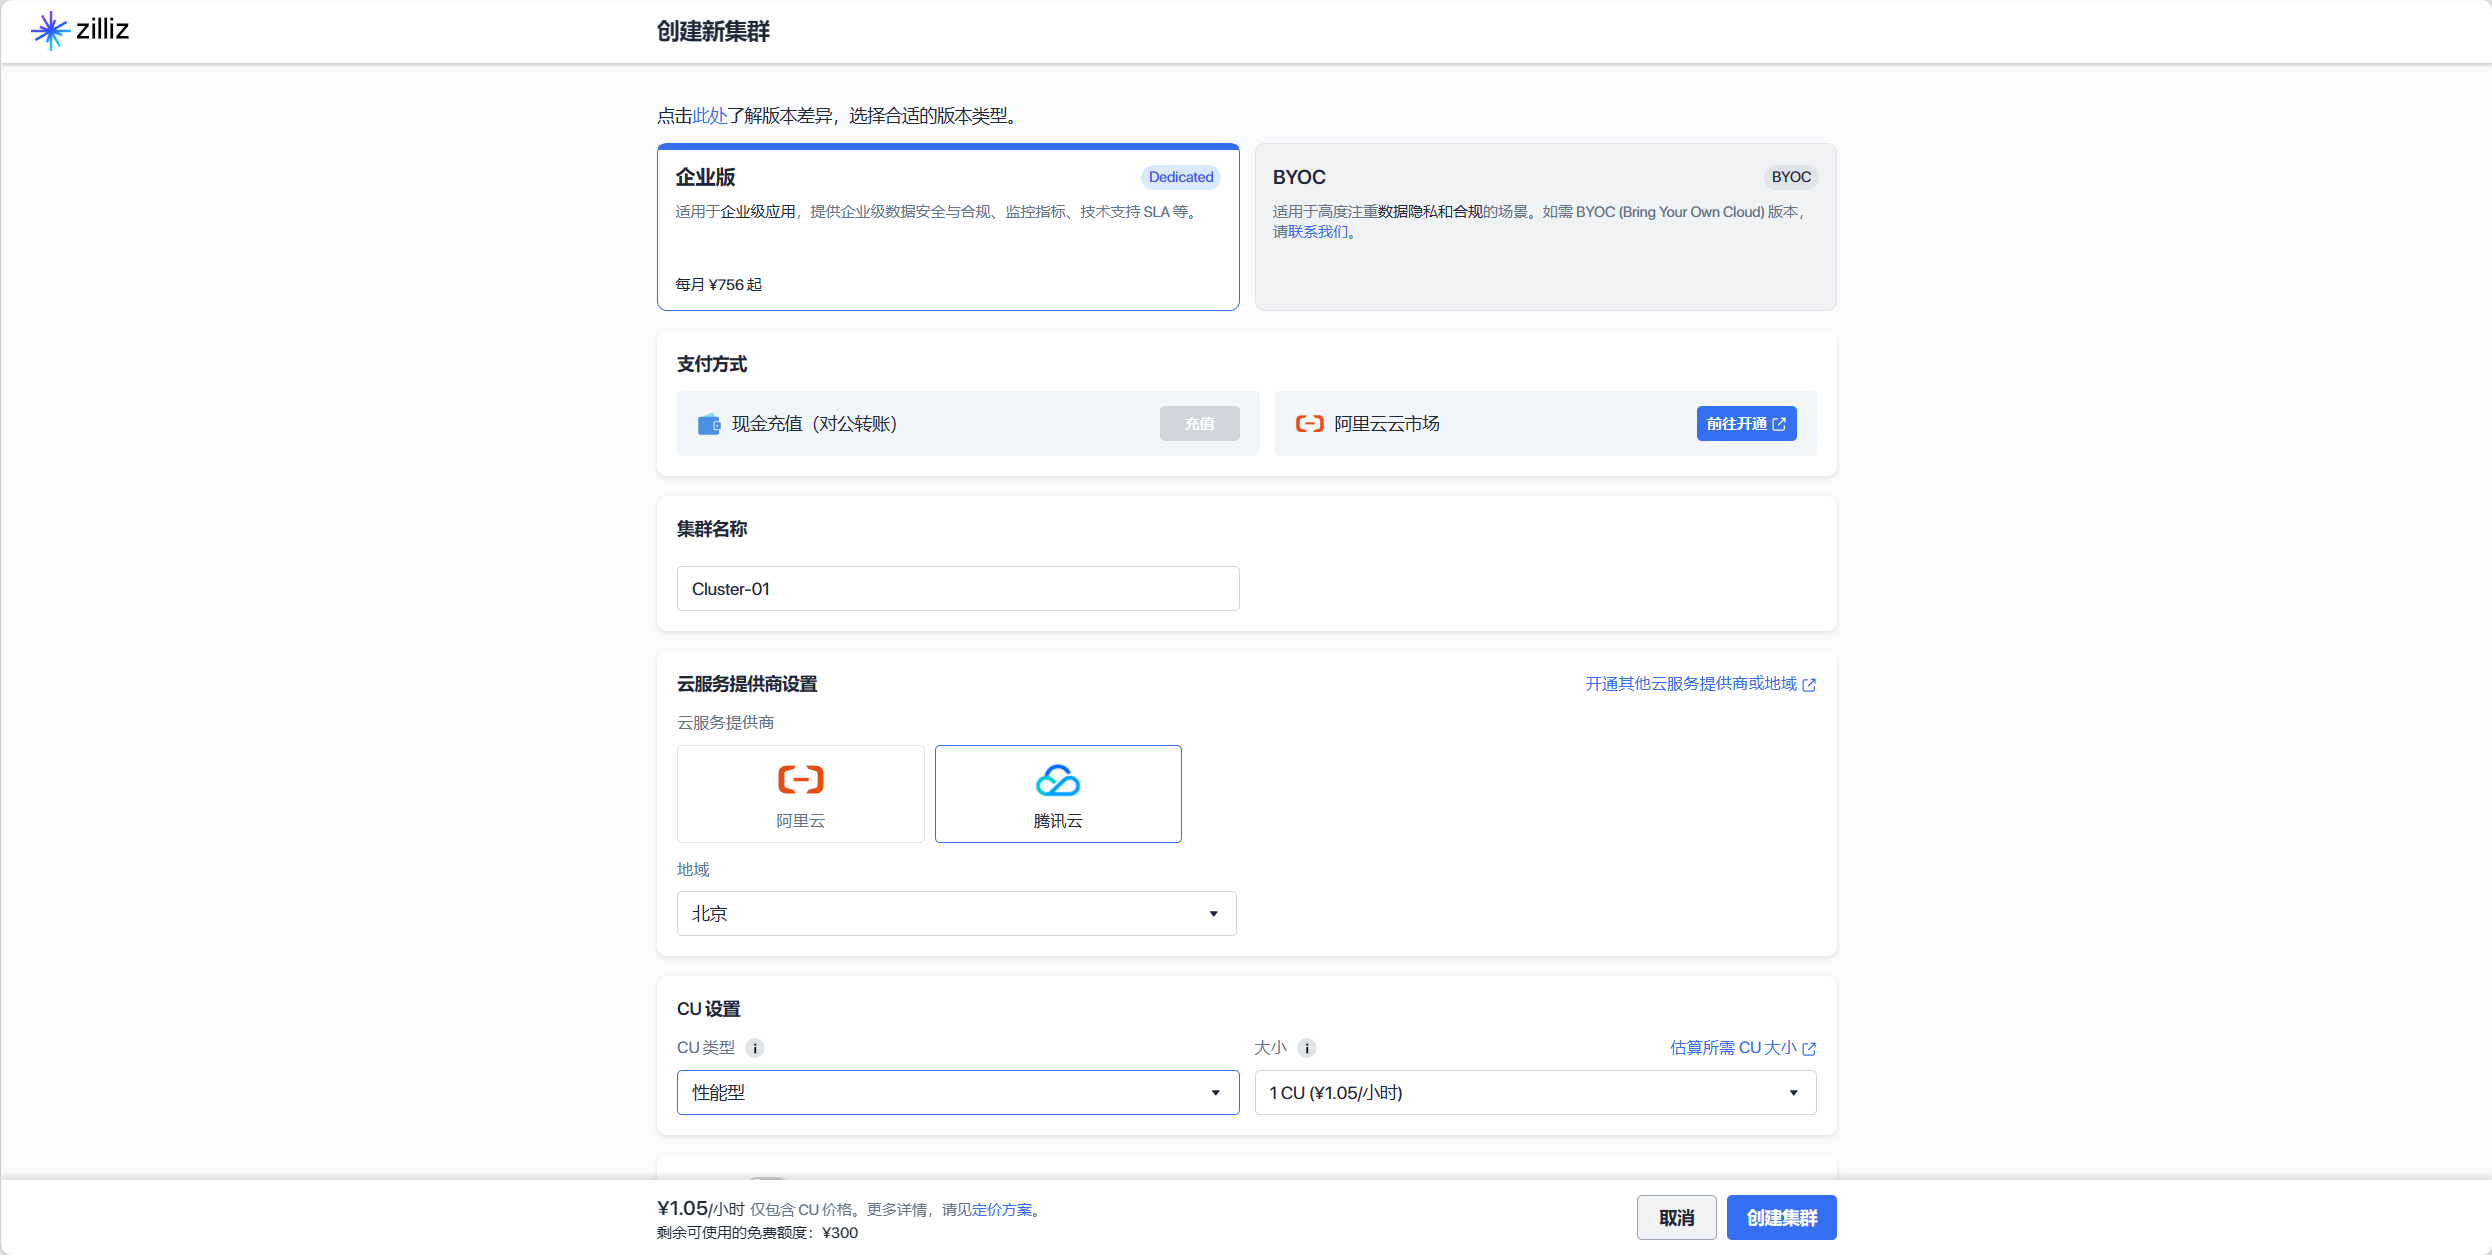 zilliz
创建新集群
点击此处了解版本差异，选择合适的版本类型。
企业版
Dedicated
适用于企业级应用，提供企业级数据安全与合规、监控指标、技术支持 SLA 等。
每月 ¥756 起
BYOC
BYOC
适用于高度注重数据隐私和合规的场景。如需 BYOC (Bring Your Own Cloud) 版本，
请联系我们。
支付方式
现金充值（对公转账）
充值
阿里云云市场
前往开通
集群名称
Cluster-01
云服务提供商设置
开通其他云服务提供商或地域
云服务提供商
阿里云
腾讯云
地域
北京
CU 设置
CU 类型
大小
估算所需 CU 大小
性能型
1 CU (¥1.05/小时)
¥1.05/小时 仅包含 CU 价格。更多详情，请见定价方案。
剩余可使用的免费额度：¥300
取消
创建集群